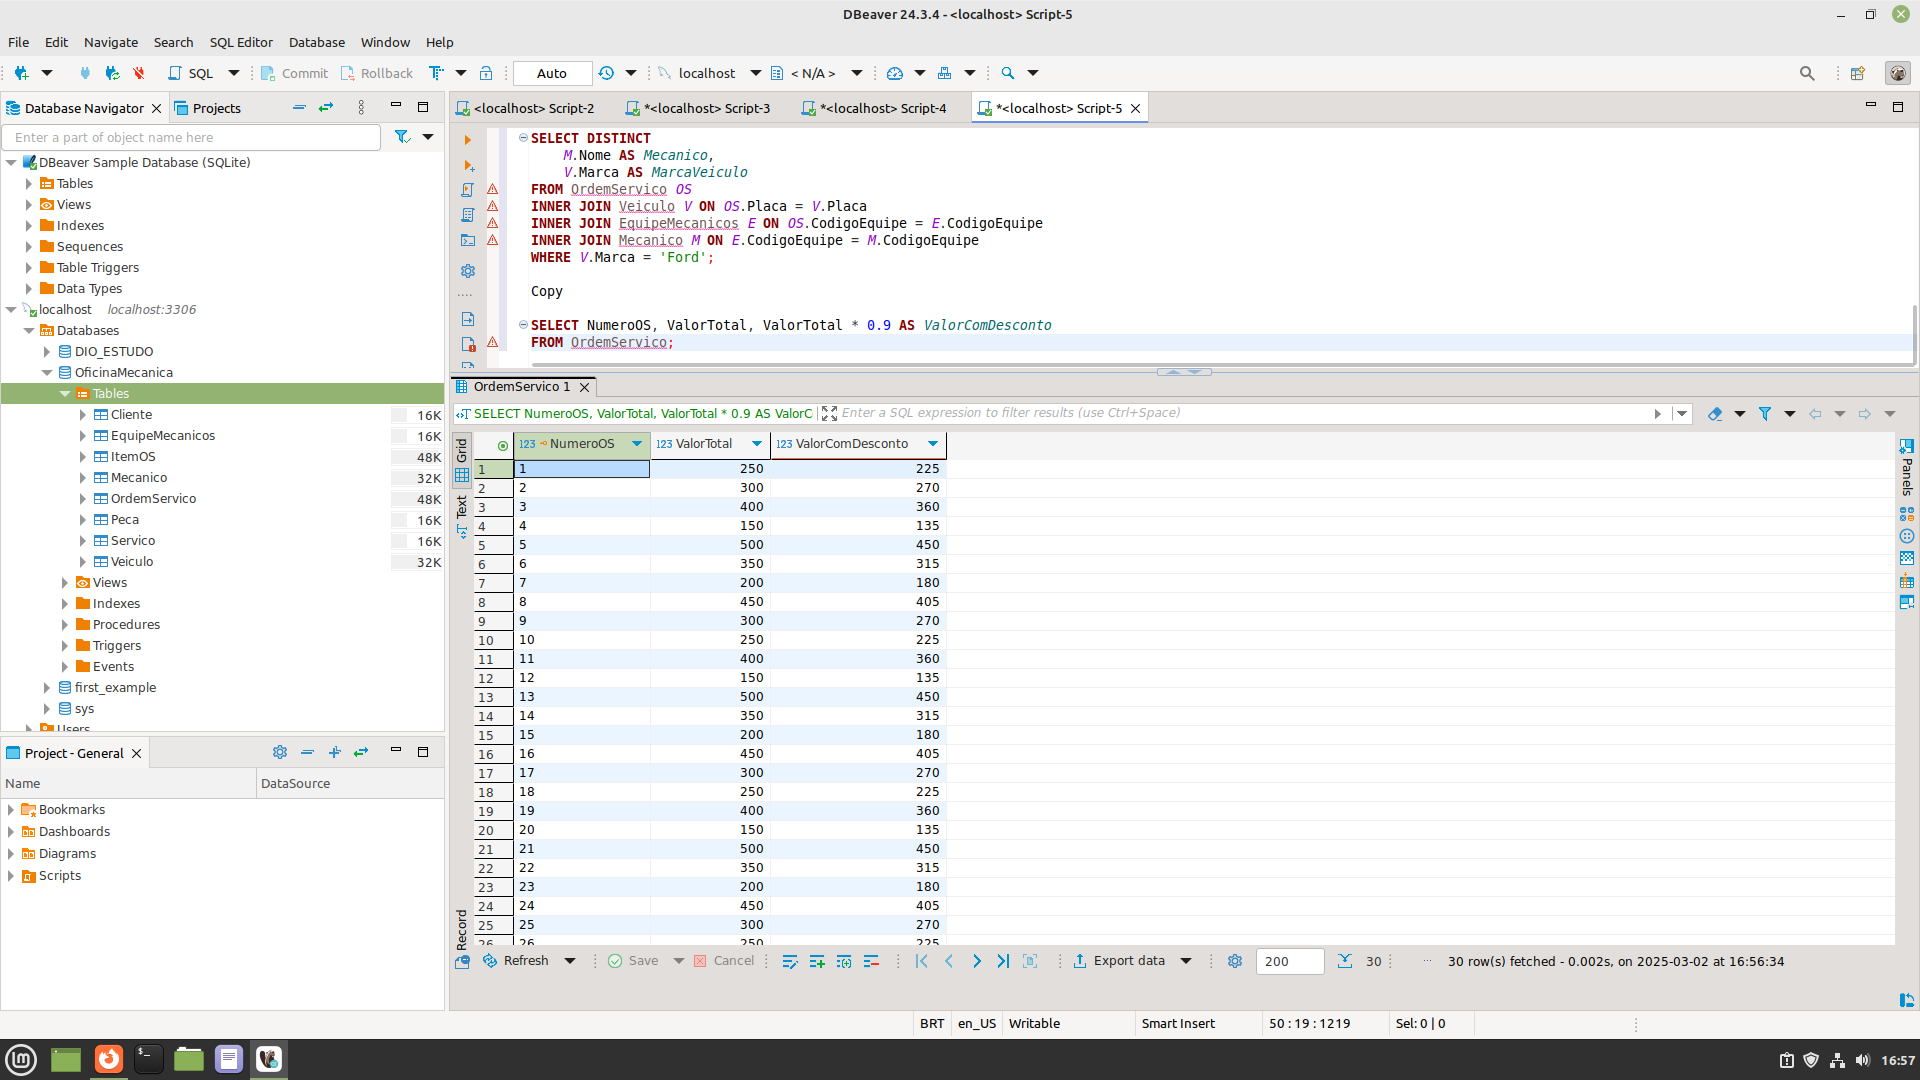 DBeaver 24.3.4 - <localhost> Script-5
File Edit Navigate Search SQL Editor Database Window Help
SQL Commit Rollback Auto localhost < N/A >
Database Navigator Projects
Enter a part of object name here
DBeaver Sample Database (SQLite)
Tables
Views
Indexes
Sequences
Table Triggers
Data Types
localhost localhost:3306
Databases
DIO_ESTUDO
OficinaMecanica
Tables
Cliente 16K
EquipeMecanicos 16K
ItemOS 48K
Mecanico 32K
OrdemServico 48K
Peca 16K
Servico 16K
Veiculo 32K
Views
Indexes
Procedures
Triggers
Events
first_example
sys
Users
Project - General
Name DataSource
Bookmarks
Dashboards
Diagrams
Scripts
<localhost> Script-2 *<localhost> Script-3 *<localhost> Script-4 *<localhost> Script-5
SELECT DISTINCT
M.Nome AS Mecanico,
V.Marca AS MarcaVeiculo
FROM OrdemServico OS
INNER JOIN Veiculo V ON OS.Placa = V.Placa
INNER JOIN EquipeMecanicos E ON OS.CodigoEquipe = E.CodigoEquipe
INNER JOIN Mecanico M ON E.CodigoEquipe = M.CodigoEquipe
WHERE V.Marca = 'Ford';
Copy
SELECT NumeroOS, ValorTotal, ValorTotal * 0.9 AS ValorComDesconto
FROM OrdemServico;
OrdemServico 1
SELECT NumeroOS, ValorTotal, ValorTotal * 0.9 AS ValorC Enter a SQL expression to filter results (use Ctrl+Space)
Grid
Text
Record
Panels
123 NumeroOS 123 ValorTotal 123 ValorComDesconto
1 1 250 225
2 2 300 270
3 3 400 360
4 4 150 135
5 5 500 450
6 6 350 315
7 7 200 180
8 8 450 405
9 9 300 270
10 10 250 225
11 11 400 360
12 12 150 135
13 13 500 450
14 14 350 315
15 15 200 180
16 16 450 405
17 17 300 270
18 18 250 225
19 19 400 360
20 20 150 135
21 21 500 450
22 22 350 315
23 23 200 180
24 24 450 405
25 25 300 270
26 26 250 225
Refresh Save Cancel Export data 200 30 30 row(s) fetched - 0.002s, on 2025-03-02 at 16:56:34
BRT en_US Writable Smart Insert 50 : 19 : 1219 Sel: 0 | 0
16:57